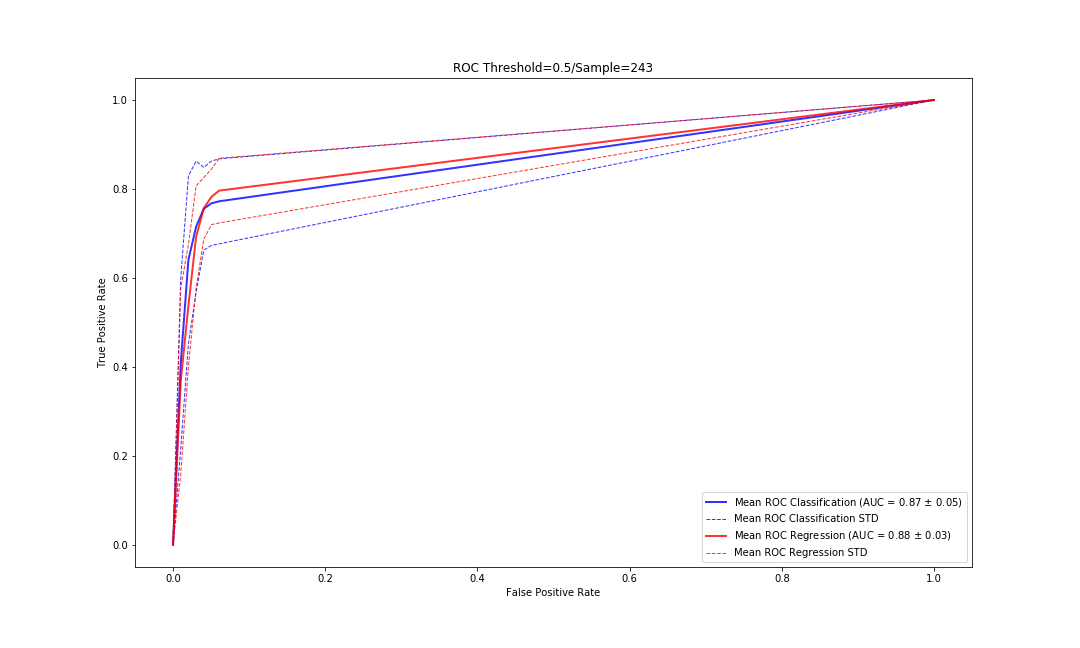 ROC Threshold=0.5/Sample=243
1.0
0.8
0.6
0.4
0.2
0.0
True Positive Rate
Mean ROC Classification (AUC = 0.87 ± 0.05)
Mean ROC Classification STD
Mean ROC Regression (AUC = 0.88 ± 0.03)
Mean ROC Regression STD
0.0 0.2 0.4 0.6 0.8 1.0
False Positive Rate